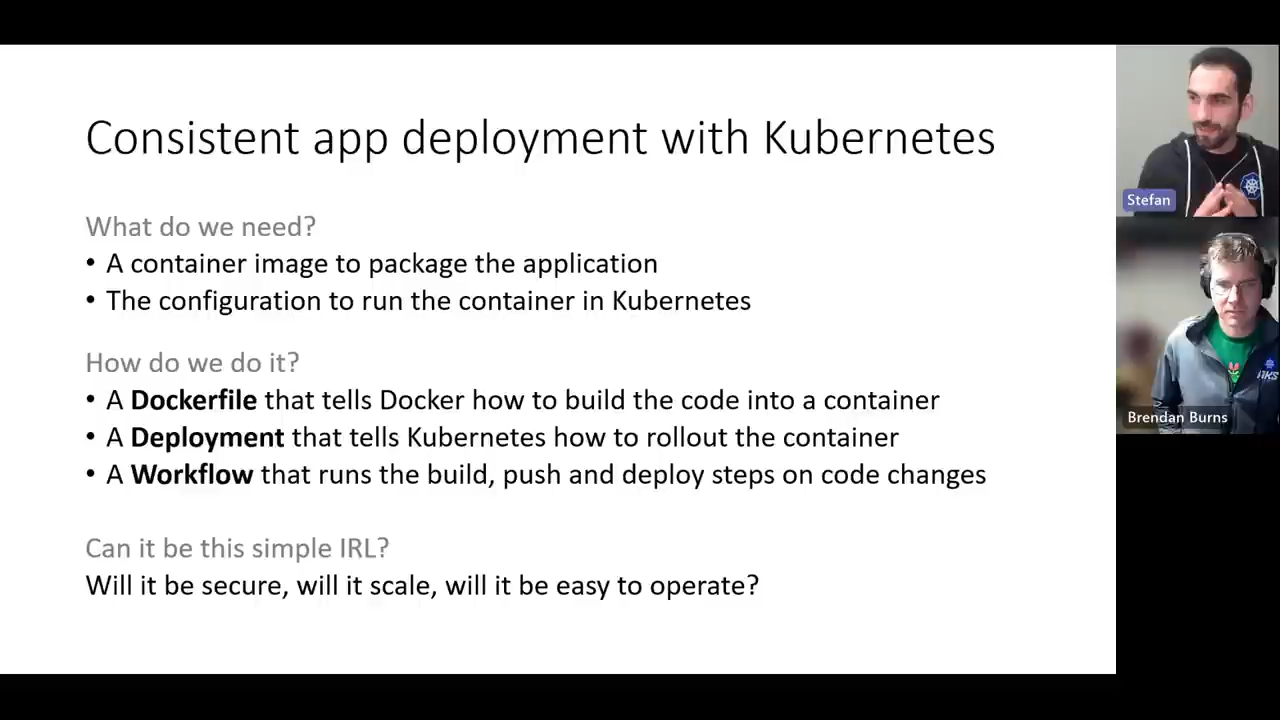 Consistent app deployment with Kubernetes
What do we need?
• A container image to package the application
• The configuration to run the container in Kubernetes
How do we do it?
• A Dockerfile that tells Docker how to build the code into a container
• A Deployment that tells Kubernetes how to rollout the container
• A Workflow that runs the build, push and deploy steps on code changes
Can it be this simple IRL?
Will it be secure, will it scale, will it be easy to operate?
Stefan
AKS
Brendan Burns